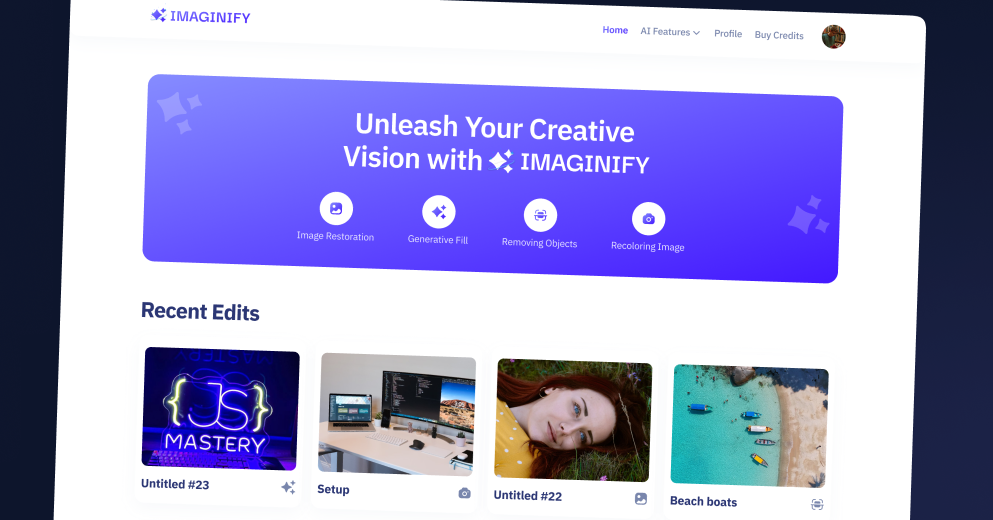 IMAGINIFY
Home AI Features Profile Buy Credits
Unleash Your Creative
Vision with IMAGINIFY
Image Restoration Generative Fill Removing Objects Recoloring Image
Recent Edits
{JS}
MASTERY
Untitled #23 Setup Untitled #22 Beach boats